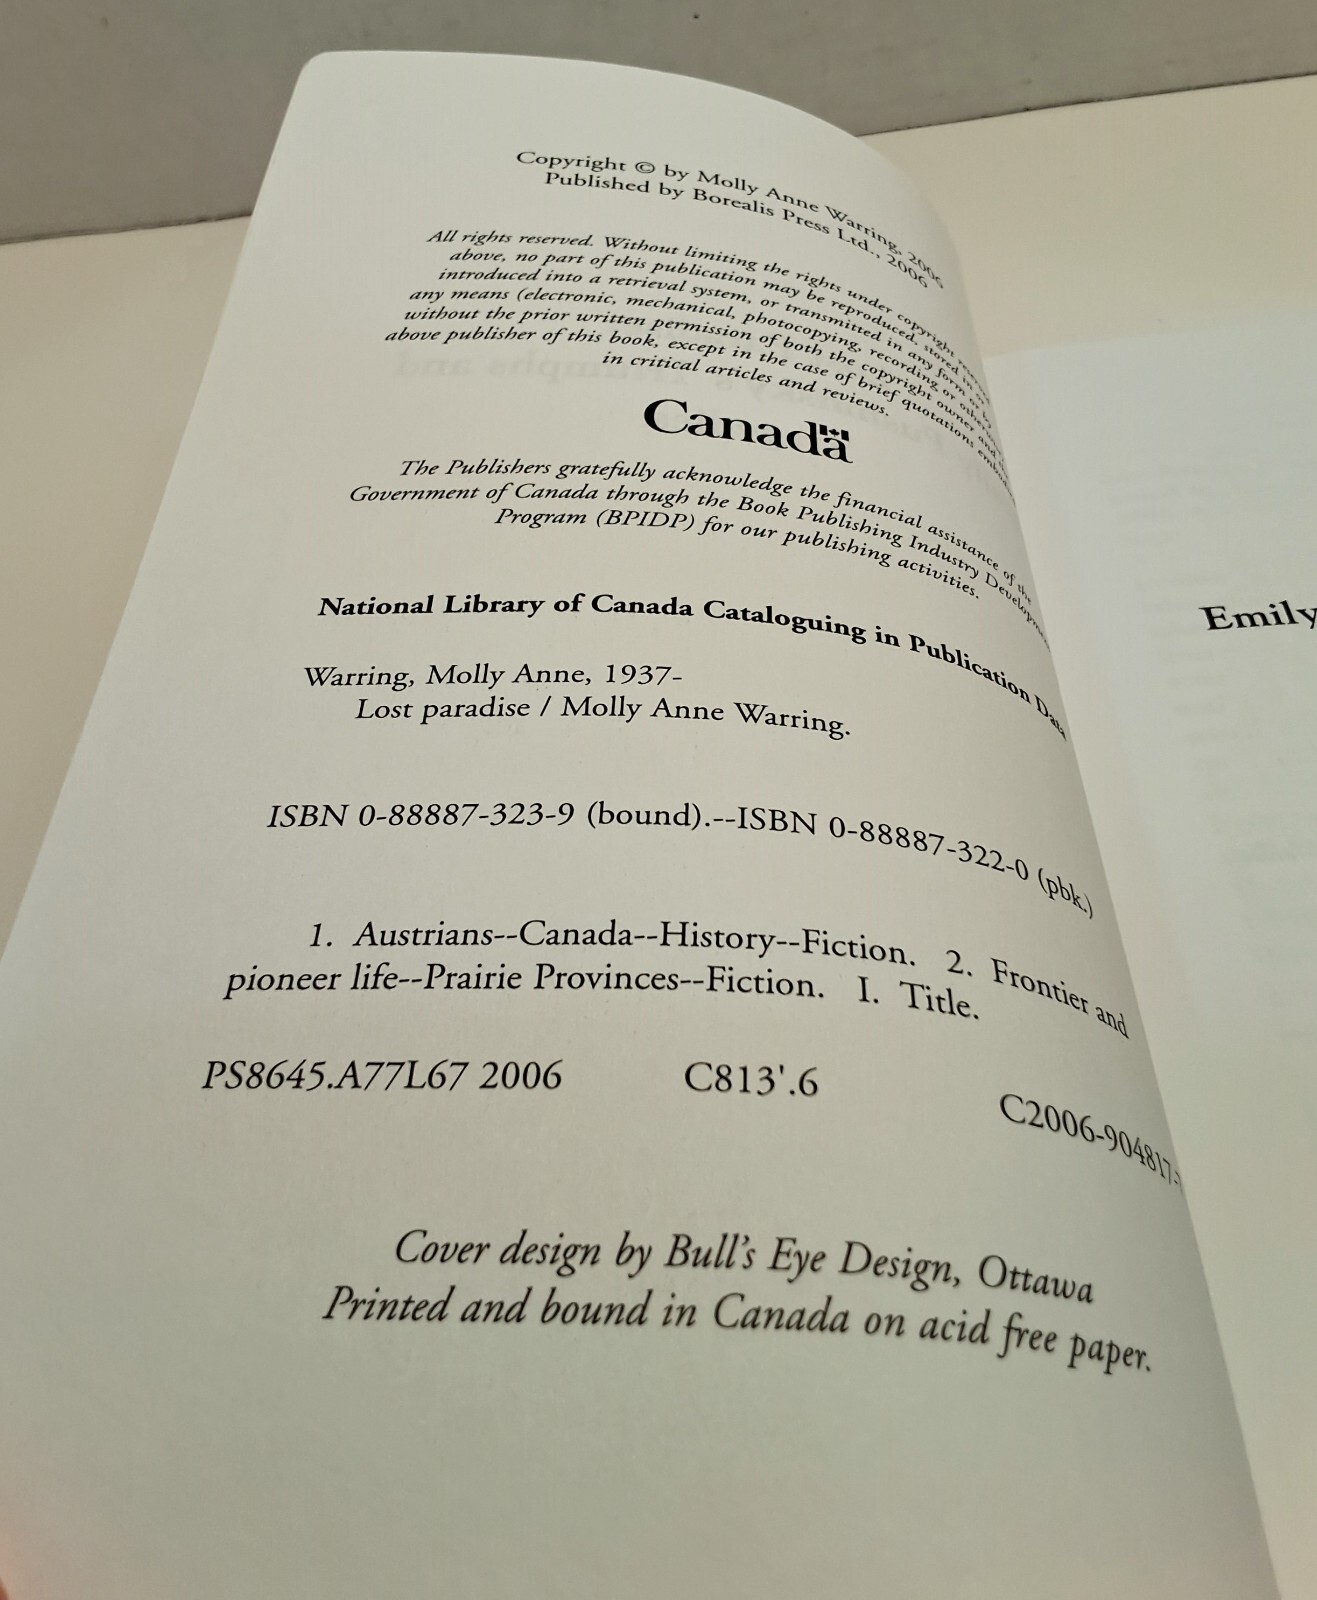 Copyright © by Molly Anne Warring, 2006
Published by Borealis Press Ltd., 2006
All rights reserved. Without limiting the rights under copyright
above, no part of this publication may be reproduced, stored in or
introduced into a retrieval system, or transmitted in any form or by
any means (electronic, mechanical, photocopying, recording or
without the prior written permission of both the copyright owner and the
above publisher of this book, except in the case of brief quotations
in critical articles and reviews.
Canada
The Publishers gratefully acknowledge the financial assistance of the
Government of Canada through the Book Publishing Industry
Program (BPIDP) for our publishing activities.
National Library of Canada Cataloguing in Publication Data
Warring, Molly Anne, 1937-
Lost paradise / Molly Anne Warring.
ISBN 0-88887-323-9 (bound).--ISBN 0-88887-322-0 (pbk.)
1. Austrians--Canada--History--Fiction. 2. Frontier and
pioneer life--Prairie Provinces--Fiction. I. Title.
PS8645.A77L67 2006 C813'.6
C2006-904817-
Cover design by Bull's Eye Design, Ottawa
Printed and bound in Canada on acid free paper.
Emily